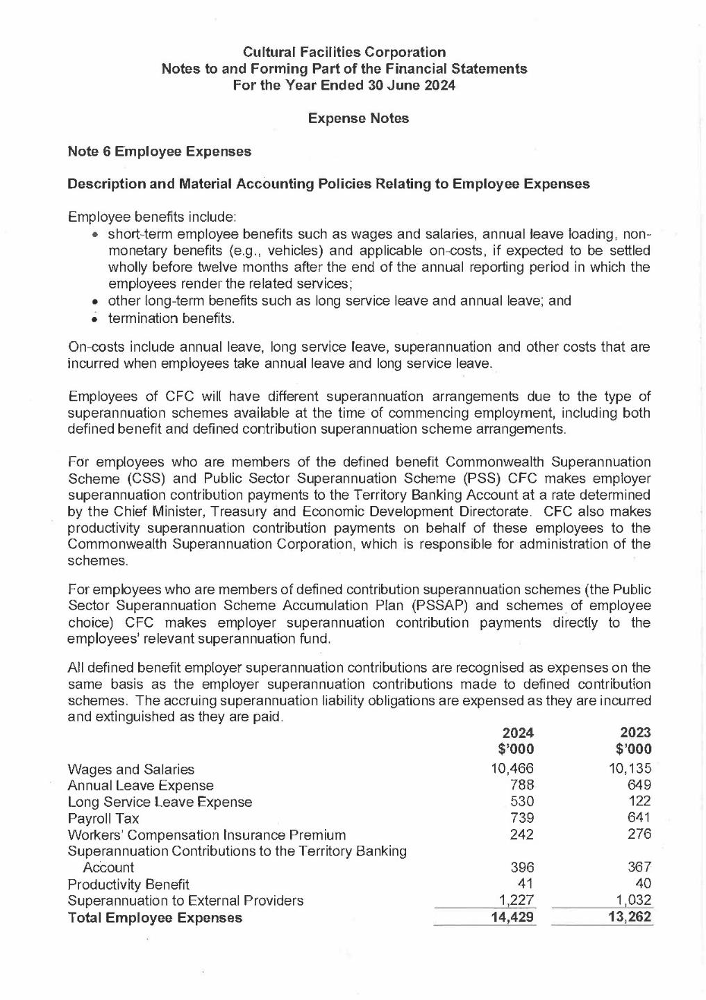 Cultural Facilities Corporation
Notes to and Forming Part of the Financial Statements
For the Year Ended 30 June 2024
Expense Notes
Note 6 Employee Expenses
Description and Material Accounting Policies Relating to Employee Expenses
Employee benefits include:
• short-term employee benefits such as wages and salaries, annual leave loading, non-
monetary benefits (e.g., vehicles) and applicable on-costs, if expected to be settled
wholly before twelve months after the end of the annual reporting period in which the
employees render the related services;
• other long-term benefits such as long service leave and annual leave; and
• termination benefits.
On-costs include annual leave, long service leave, superannuation and other costs that are
incurred when employees take annual leave and long service leave.
Employees of CFC will have different superannuation arrangements due to the type of
superannuation schemes available at the time of commencing employment, including both
defined benefit and defined contribution superannuation scheme arrangements.
For employees who are members of the defined benefit Commonwealth Superannuation
Scheme (CSS) and Public Sector Superannuation Scheme (PSS) CFC makes employer
superannuation contribution payments to the Territory Banking Account at a rate determined
by the Chief Minister, Treasury and Economic Development Directorate. CFC also makes
productivity superannuation contribution payments on behalf of these employees to the
Commonwealth Superannuation Corporation, which is responsible for administration of the
schemes.
For employees who are members of defined contribution superannuation schemes (the Public
Sector Superannuation Scheme Accumulation Plan (PSSAP) and schemes of employee
choice) CFC makes employer superannuation contribution payments directly to the
employees' relevant superannuation fund.
All defined benefit employer superannuation contributions are recognised as expenses on the
same basis as the employer superannuation contributions made to defined contribution
schemes. The accruing superannuation liability obligations are expensed as they are incurred
and extinguished as they are paid.
2024 2023
$'000 $'000
Wages and Salaries 10,466 10,135
Annual Leave Expense 788 649
Long Service Leave Expense 530 122
Payroll Tax 739 641
Workers' Compensation Insurance Premium 242 276
Superannuation Contributions to the Territory Banking
Account 396 367
Productivity Benefit 41 40
Superannuation to External Providers 1,227 1,032
Total Employee Expenses 14,429 13,262